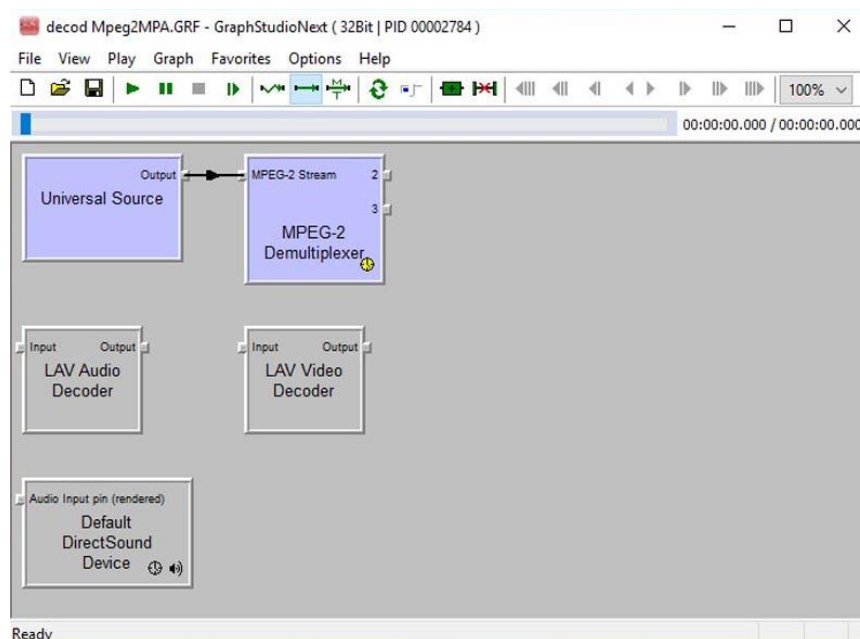 decod Mpeg2MPA.GRF - GraphStudioNext ( 32Bit | PID 00002784 )
File View Play Graph Favorites Options Help
M
T
100%
00:00:00.000 / 00:00:00.000
Output
Universal Source
MPEG-2 Stream 2
3
MPEG-2
Demultiplexer
Input Output
LAV Audio
Decoder
Input Output
LAV Video
Decoder
Audio Input pin (rendered)
Default
DirectSound
Device
Ready